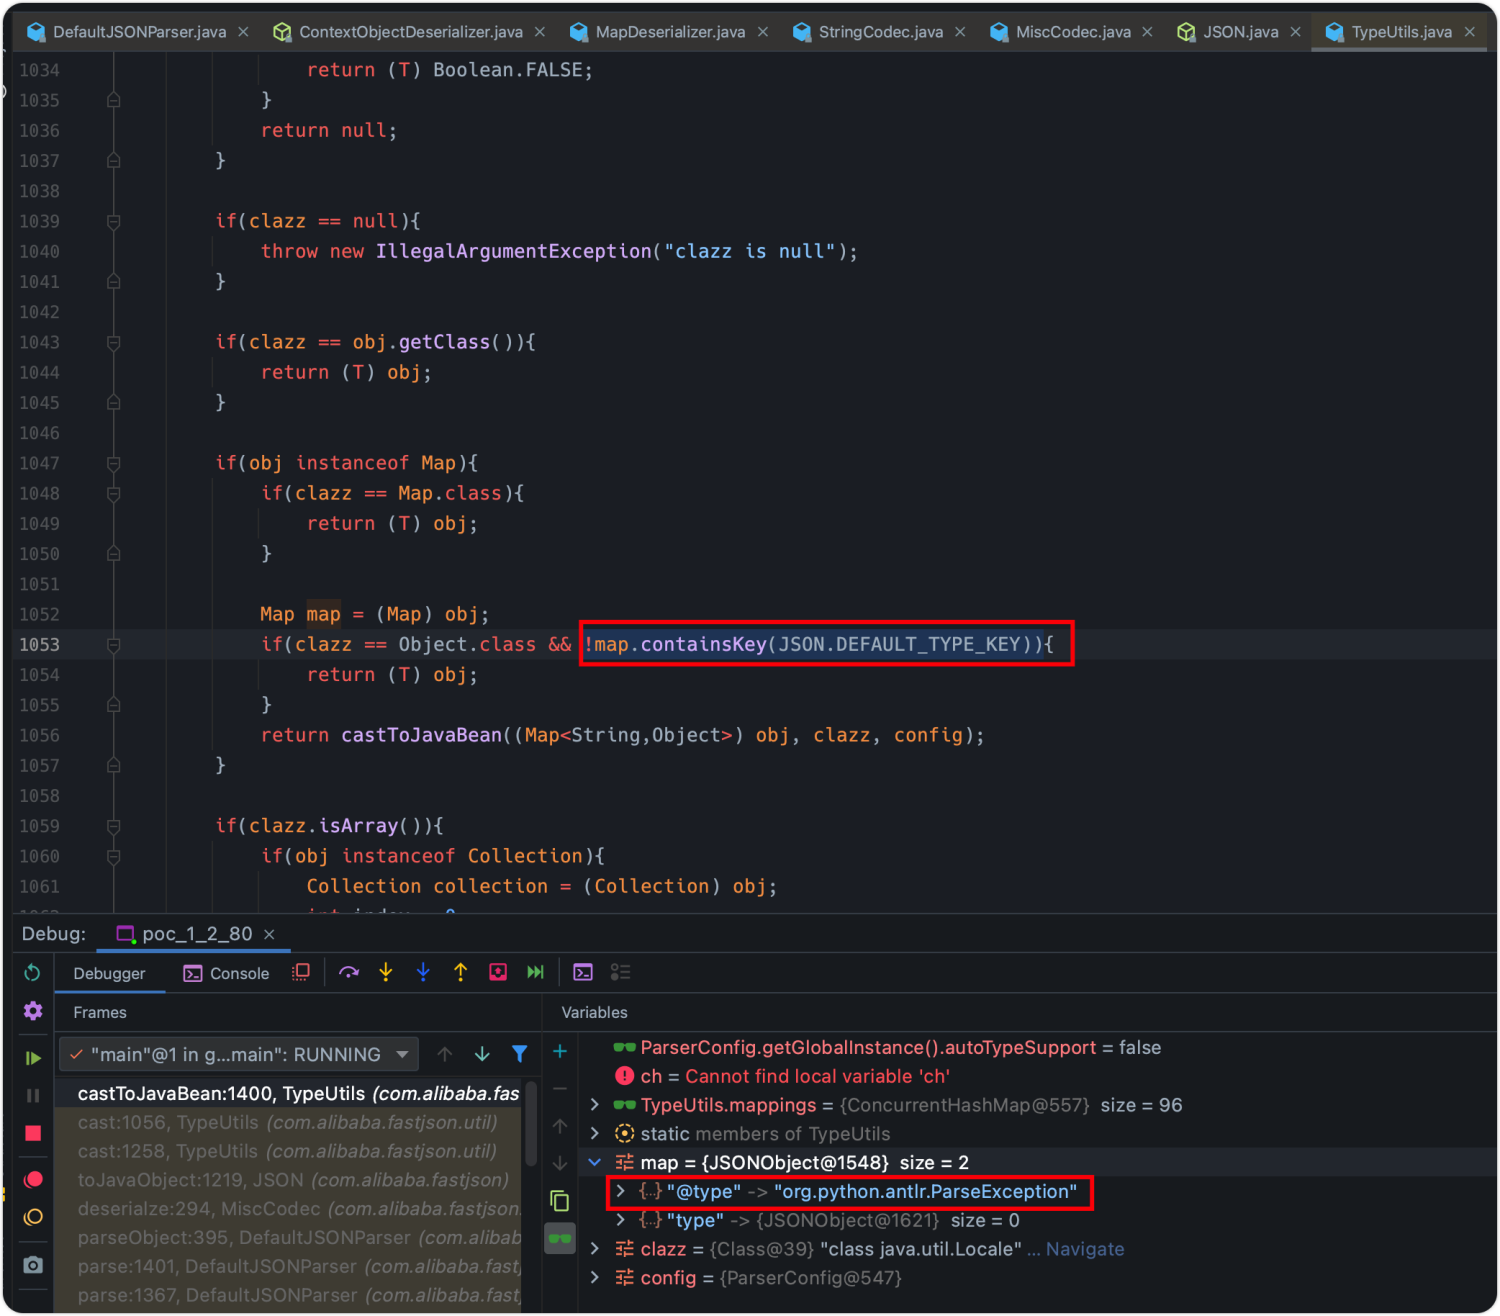 DefaultJSONParser.java × ContextObjectDeserializer.java × MapDeserializer.java × StringCodec.java × MiscCodec.java × JSON.java × TypeUtils.java ×
1034 return (T) Boolean.FALSE;
1035 }
1036 return null;
1037 }
1038
1039 if(clazz == null){
1040 throw new IllegalArgumentException("clazz is null");
1041 }
1042
1043 if(clazz == obj.getClass()){
1044 return (T) obj;
1045 }
1046
1047 if(obj instanceof Map){
1048 if(clazz == Map.class){
1049 return (T) obj;
1050 }
1051
1052 Map map = (Map) obj;
1053 if(clazz == Object.class && !map.containsKey(JSON.DEFAULT_TYPE_KEY)){
1054 return (T) obj;
1055 }
1056 return castToJavaBean((Map<String,Object>) obj, clazz, config);
1057 }
1058
1059 if(clazz.isArray()){
1060 if(obj instanceof Collection){
1061 Collection collection = (Collection) obj;
Debug: poc_1_2_80 ×
Debugger Console
Frames
Variables
"main"@1 in g...main": RUNNING
castToJavaBean:1400, TypeUtils (com.alibaba.fas
cast:1056, TypeUtils (com.alibaba.fastjson.util)
cast:1258, TypeUtils (com.alibaba.fastjson.util)
toJavaObject:1219, JSON (com.alibaba.fastjson)
deserialze:294, MiscCodec (com.alibaba.fastjson.
parseObject:395, DefaultJSONParser (com.alibab
parse:1401, DefaultJSONParser (com.alibaba.fastj
parse:1367, DefaultJSONParser (com.alibaba.fastj
ParserConfig.getGlobalInstance().autoTypeSupport = false
ch = Cannot find local variable 'ch'
TypeUtils.mappings = {ConcurrentHashMap@557} size = 96
static members of TypeUtils
map = {JSONObject@1548} size = 2
"@type" -> "org.python.antlr.ParseException"
"type" -> {JSONObject@1621} size = 0
clazz = {Class@39} "class java.util.Locale" ... Navigate
config = {ParserConfig@547}